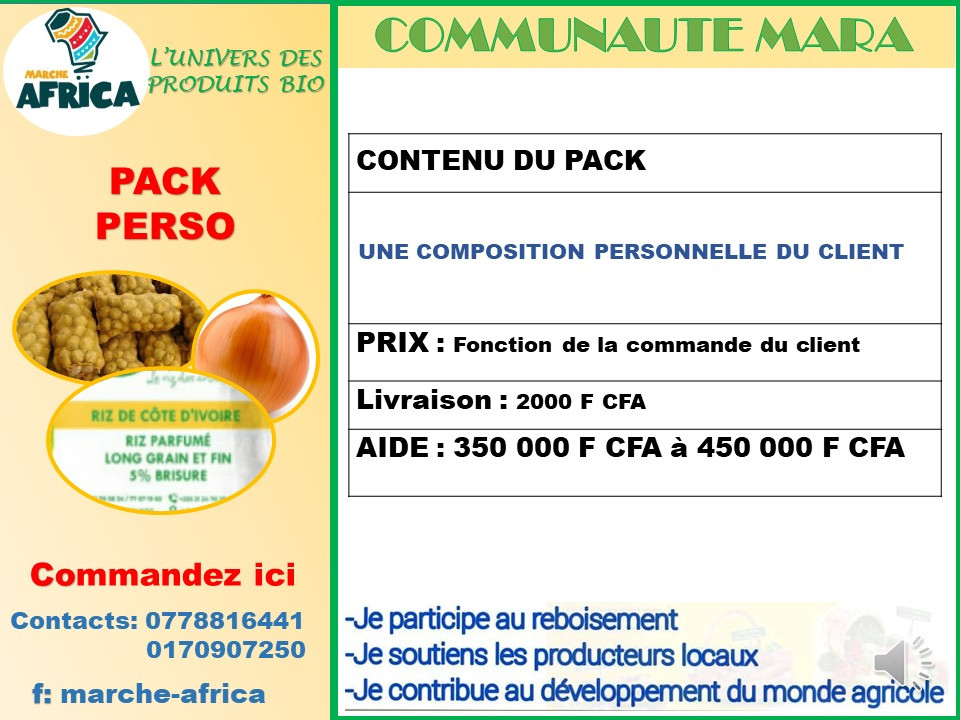 MARCHE
AFRICA
L'UNIVERS DES
PRODUITS BIO
PACK
PERSO
RIZ DE CÔTE D'IVOIRE
RIZ PARFUMÉ
LONG GRAIN ET FIN
5% BRISURE
Commandez ici
Contacts: 0778816441
0170907250
f: marche-africa
COMMUNAUTE MARA
CONTENU DU PACK
UNE COMPOSITION PERSONNELLE DU CLIENT
PRIX : Fonction de la commande du client
Livraison : 2000 F CFA
AIDE : 350 000 F CFA à 450 000 F CFA
-Je participe au reboisement
-Je soutiens les producteurs locaux
-Je contribue au développement du monde agricole